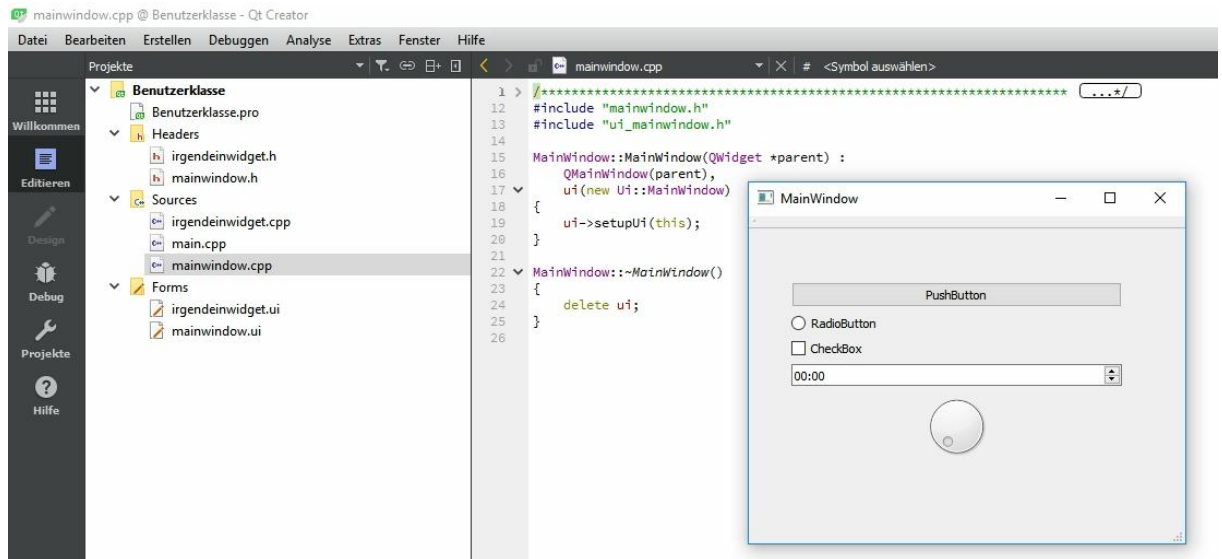 mainwindow.cpp @ Benutzerklasse - Qt Creator
Datei Bearbeiten Erstellen Debuggen Analyse Extras Fenster Hilfe
Projekte
mainwindow.cpp
# <Symbol auswählen>
Willkommen
Editieren
Design
Debug
Projekte
Hilfe
Benutzerklasse
Benutzerklasse.pro
Headers
irgendeinwidget.h
mainwindow.h
Sources
irgendeinwidget.cpp
main.cpp
mainwindow.cpp
Forms
irgendeinwidget.ui
mainwindow.ui
1 /********************************************************************** ...*/
12 #include "mainwindow.h"
13 #include "ui_mainwindow.h"
14
15 MainWindow::MainWindow(QWidget *parent) :
16 QMainWindow(parent),
17 ui(new Ui::MainWindow)
18 {
19 ui->setupUi(this);
20 }
21
22 MainWindow::~MainWindow()
23 {
24 delete ui;
25 }
26
MainWindow
PushButton
RadioButton
CheckBox
00:00